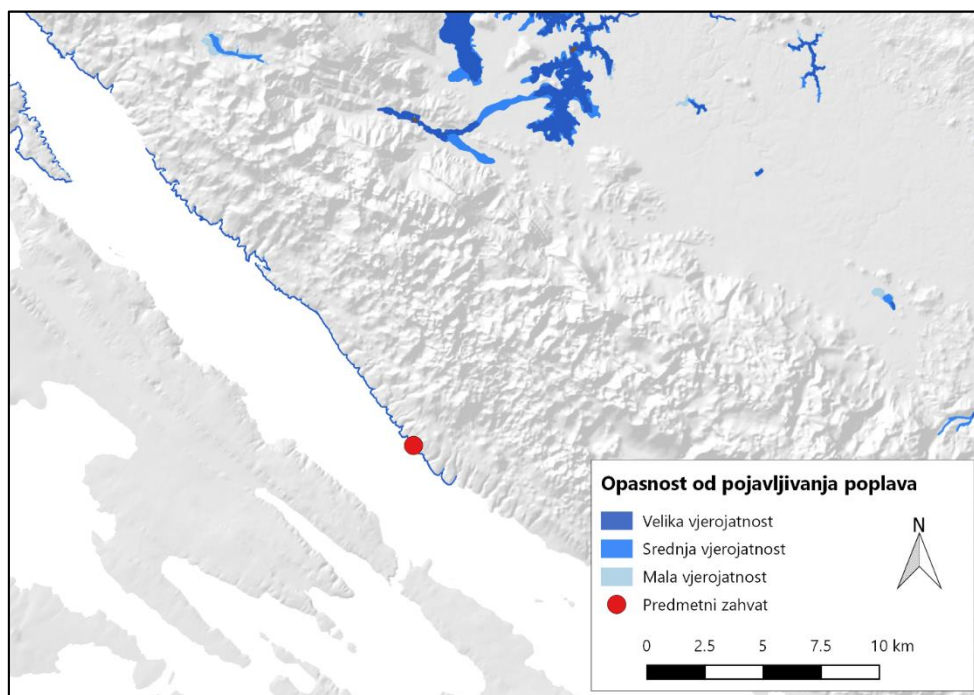 Opasnost od pojavljivanja poplava
Velika vjerojatnost
Srednja vjerojatnost
Mala vjerojatnost
Predmetni zahvat
N
0 2.5 5 7.5 10 km